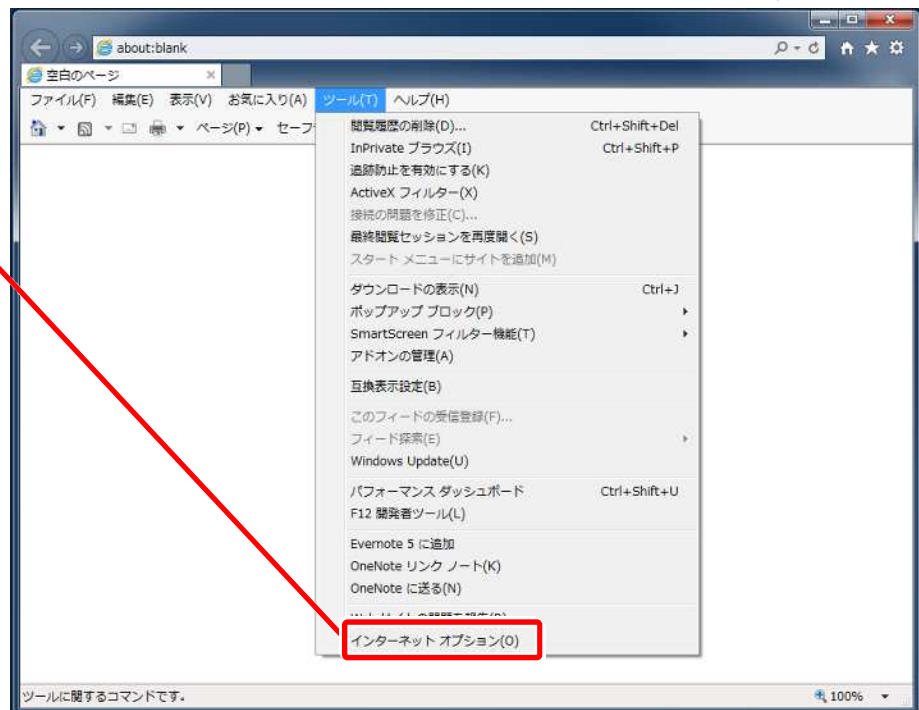 about:blank
空白のページ
ファイル(F) 編集(E) 表示(V) お気に入り(A) ツール(T) ヘルプ(H)
ページ(P) セーフ
閲覧履歴の削除(D)... Ctrl+Shift+Del
InPrivate ブラウズ(I) Ctrl+Shift+P
追跡防止を有効にする(K)
ActiveX フィルター(X)
接続の問題を修正(C)...
最終閲覧セッションを再度開く(S)
スタート メニューにサイトを追加(M)
ダウンロードの表示(N) Ctrl+J
ポップアップ ブロック(P)
SmartScreen フィルター機能(T)
アドオンの管理(A)
互換表示設定(B)
このフィードの受信登録(F)...
フィード探索(E)
Windows Update(U)
パフォーマンス ダッシュボード Ctrl+Shift+U
F12 開発者ツール(L)
Evernote 5 に追加
OneNote リンク ノート(K)
OneNote に送る(N)
インターネット オプション(O)
ツールに関するコマンドです。 100%